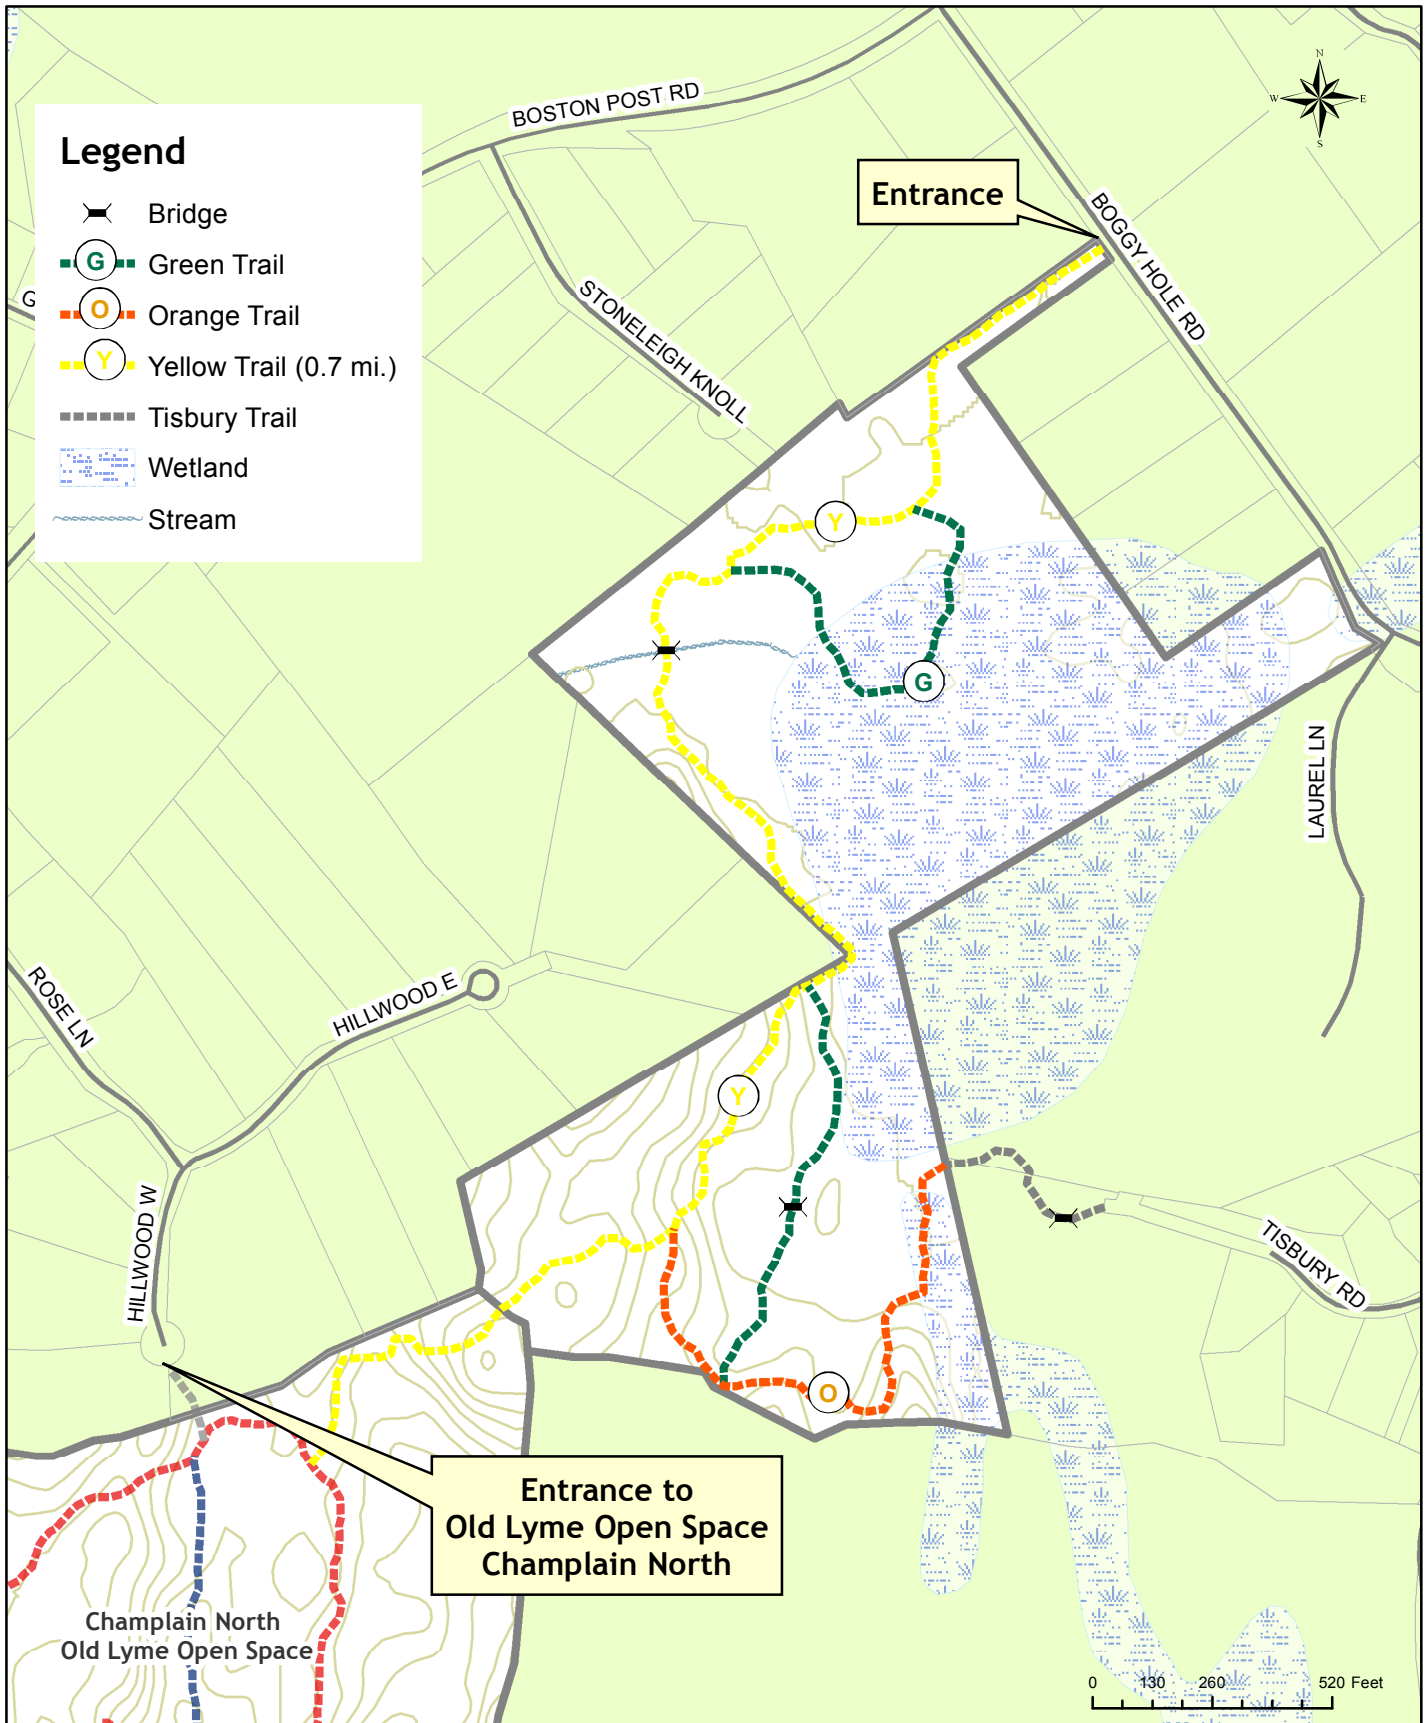 BOSTON POST RD
N
W E
S
Legend
Bridge
G Green Trail
O Orange Trail
Y Yellow Trail (0.7 mi.)
Tisbury Trail
Wetland
Stream
Entrance
BOGGY HOLE RD
G
STONELEIGH KNOLL
Y
G
LAUREL LN
ROSE LN
HILLWOOD E
Y
HILLWOOD W
TISBURY RD
O
Entrance to
Old Lyme Open Space
Champlain North
Champlain North
Old Lyme Open Space
0 130 260 520 Feet